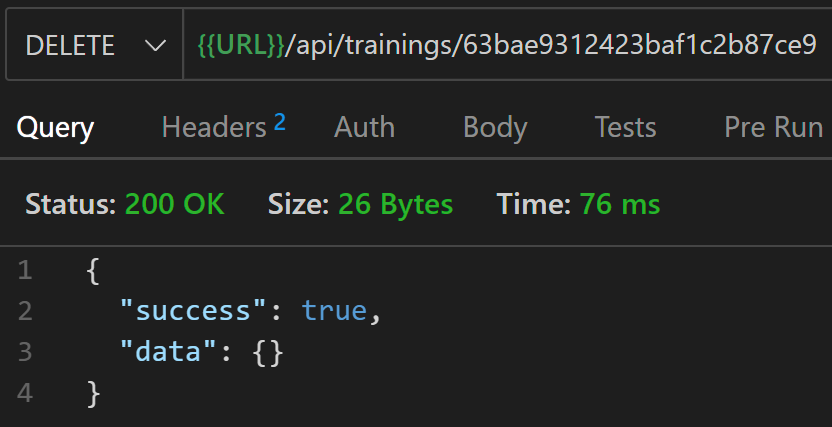 DELETE {{URL}}/api/trainings/63bae9312423baf1c2b87ce9
Query Headers 2 Auth Body Tests Pre Run
Status: 200 OK Size: 26 Bytes Time: 76 ms
1 {
2 "success": true,
3 "data": {}
4 }